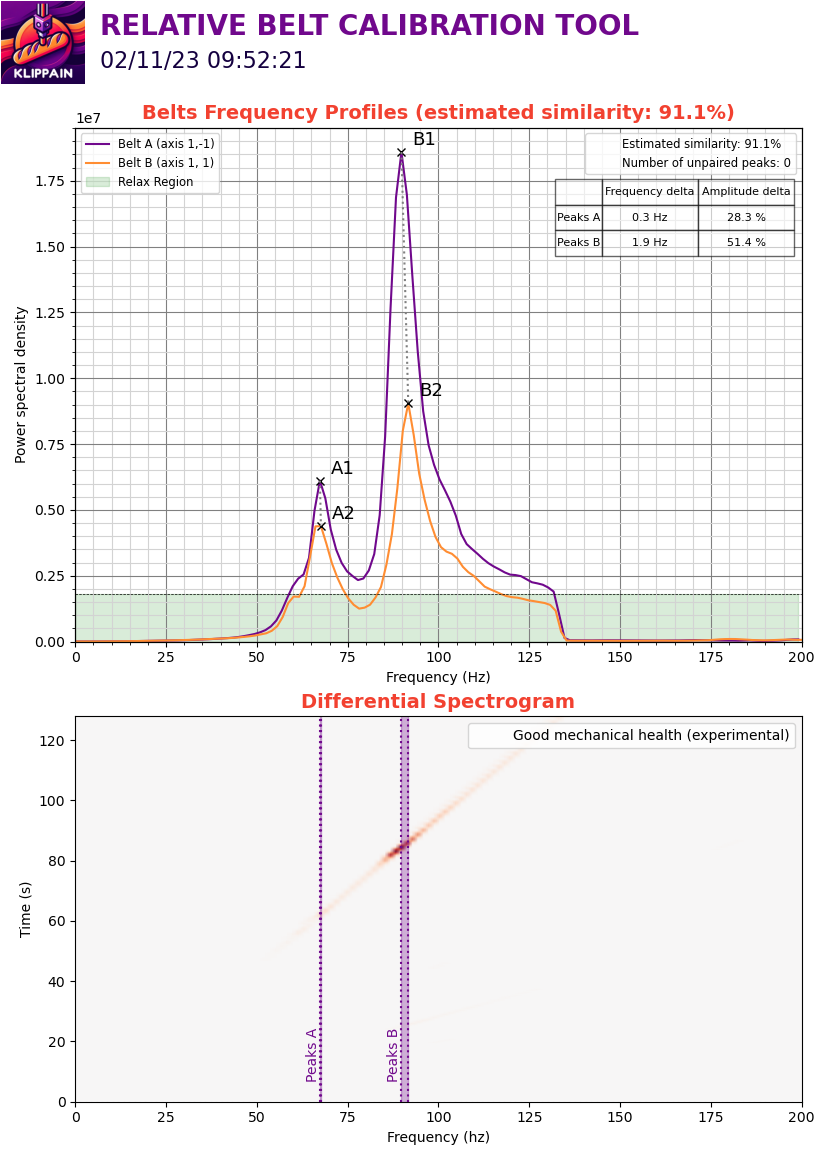 RELATIVE BELT CALIBRATION TOOL
02/11/23 09:52:21
KLIPPAIN
Belts Frequency Profiles (estimated similarity: 91.1%)
1e7
Belt A (axis 1,-1)
Belt B (axis 1, 1)
Relax Region
Estimated similarity: 91.1%
Number of unpaired peaks: 0
Frequency delta Amplitude delta
Peaks A 0.3 Hz 28.3 %
Peaks B 1.9 Hz 51.4 %
B1
B2
A1
A2
Power spectral density
1.75
1.50
1.25
1.00
0.75
0.50
0.25
0.00
0 25 50 75 100 125 150 175 200
Frequency (Hz)
Differential Spectrogram
Good mechanical health (experimental)
Time (s)
120
100
80
60
40
20
0
Peaks A
Peaks B
0 25 50 75 100 125 150 175 200
Frequency (hz)